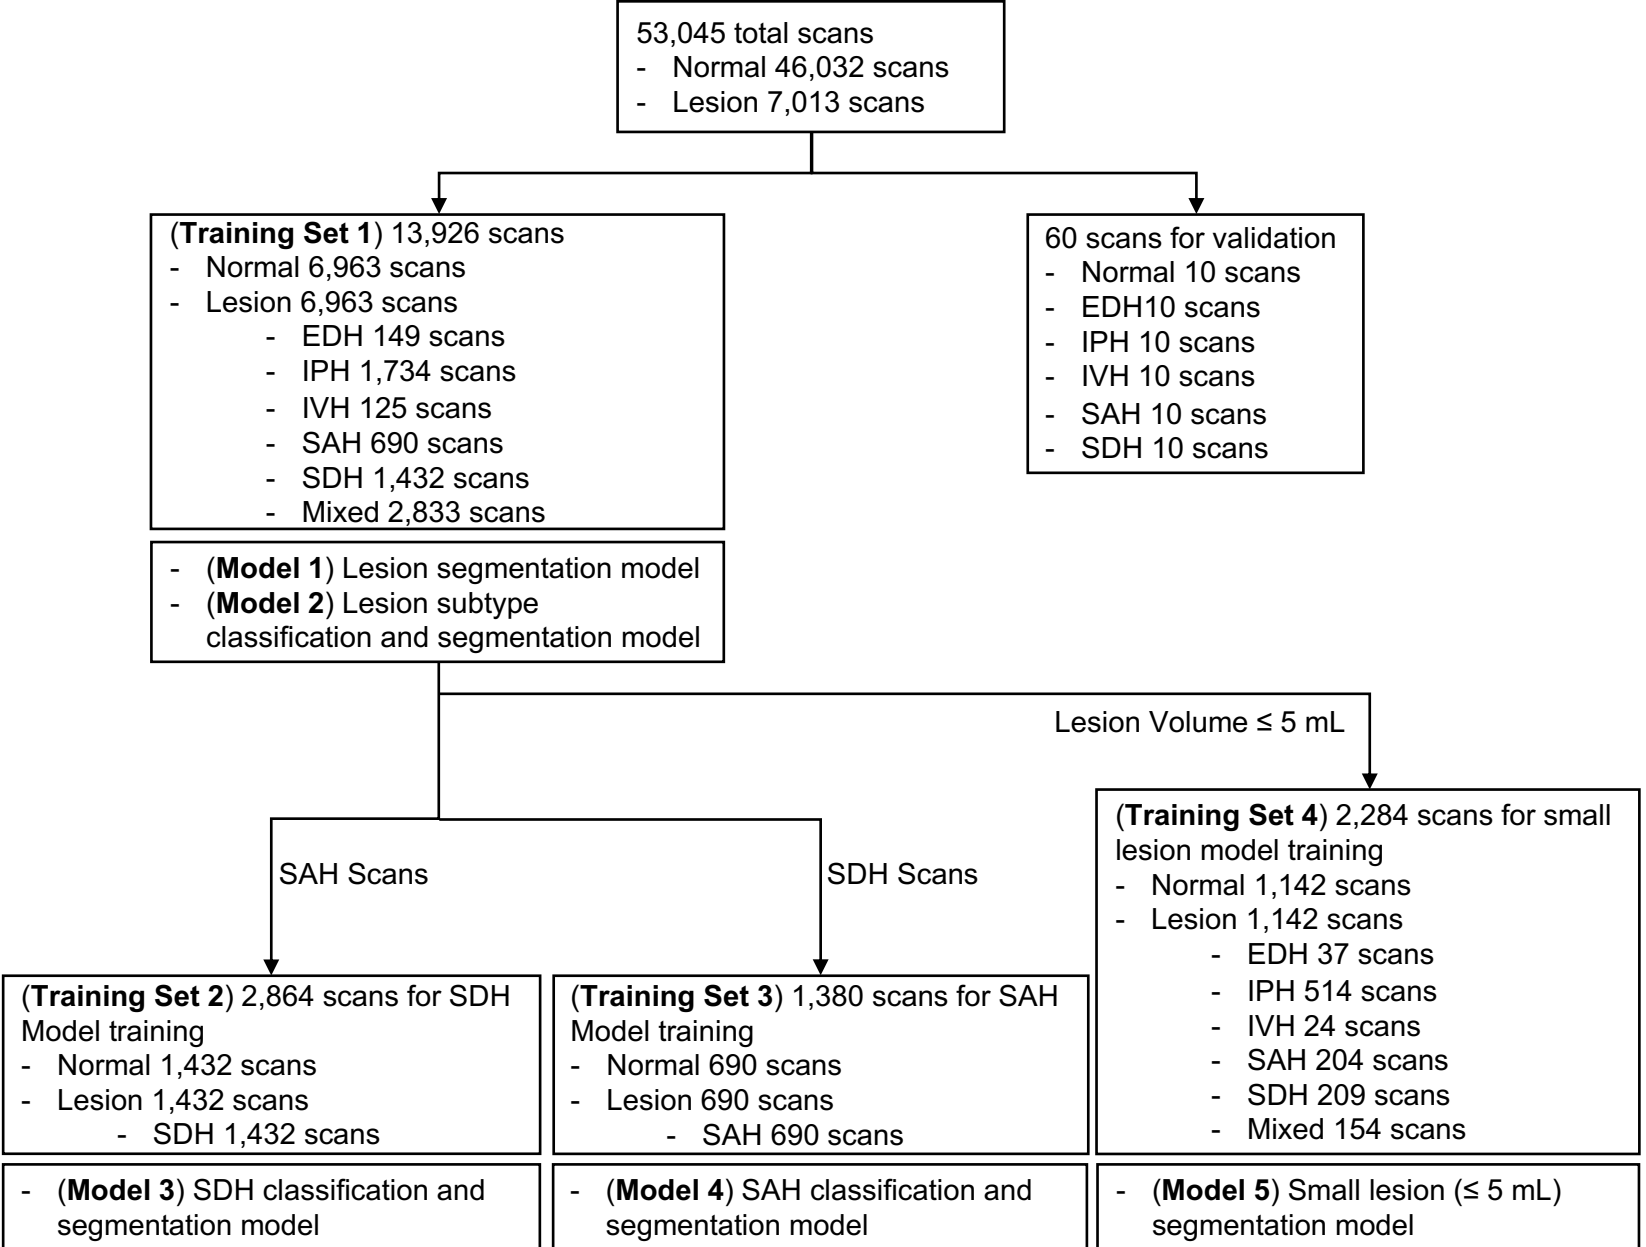 53,045 total scans
- Normal 46,032 scans
- Lesion 7,013 scans
(Training Set 1) 13,926 scans
- Normal 6,963 scans
- Lesion 6,963 scans
- EDH 149 scans
- IPH 1,734 scans
- IVH 125 scans
- SAH 690 scans
- SDH 1,432 scans
- Mixed 2,833 scans
60 scans for validation
- Normal 10 scans
- EDH10 scans
- IPH 10 scans
- IVH 10 scans
- SAH 10 scans
- SDH 10 scans
- (Model 1) Lesion segmentation model
- (Model 2) Lesion subtype
classification and segmentation model
Lesion Volume ≤ 5 mL
SAH Scans
SDH Scans
(Training Set 2) 2,864 scans for SDH
Model training
- Normal 1,432 scans
- Lesion 1,432 scans
- SDH 1,432 scans
- (Model 3) SDH classification and
segmentation model
(Training Set 3) 1,380 scans for SAH
Model training
- Normal 690 scans
- Lesion 690 scans
- SAH 690 scans
- (Model 4) SAH classification and
segmentation model
(Training Set 4) 2,284 scans for small
lesion model training
- Normal 1,142 scans
- Lesion 1,142 scans
- EDH 37 scans
- IPH 514 scans
- IVH 24 scans
- SAH 204 scans
- SDH 209 scans
- Mixed 154 scans
- (Model 5) Small lesion (≤ 5 mL)
segmentation model